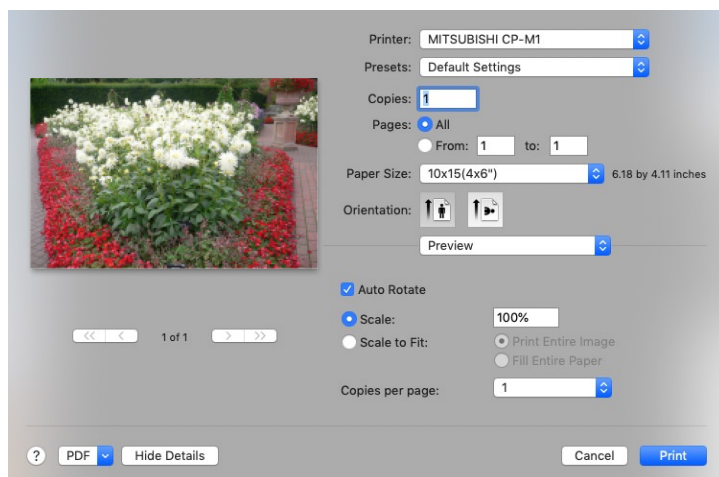 Printer: MITSUBISHI CP-M1
Presets: Default Settings
Copies: 1
Pages: All
From: 1 to: 1
Paper Size: 10x15(4x6") 6.18 by 4.11 inches
Orientation:
Preview
Auto Rotate
Scale: 100%
Scale to Fit: Print Entire Image
Fill Entire Paper
Copies per page: 1
<< < 1 of 1 > >>
? PDF Hide Details Cancel Print